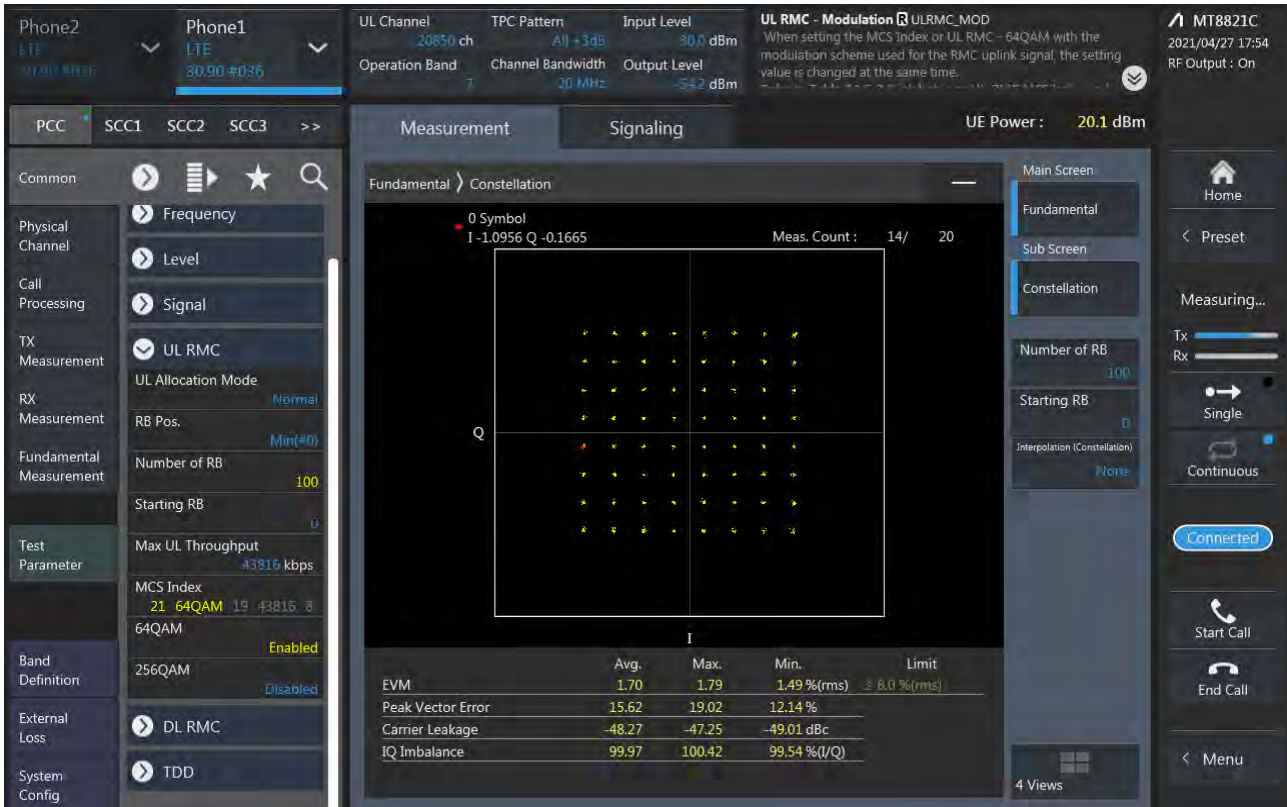 Phone2
LTE
30.90 #036
Phone1
LTE
30.90 #036
UL Channel
20850 ch
TPC Pattern
All +3dB
Input Level
30.0 dBm
Operation Band
7
Channel Bandwidth
20 MHz
Output Level
-54.2 dBm
UL RMC - Modulation R ULRMC_MOD
When setting the MCS Index or UL RMC - 64QAM with the
modulation scheme used for the RMC uplink signal, the setting
value is changed at the same time.
MT8821C
2021/04/27 17:54
RF Output : On
PCC SCC1 SCC2 SCC3 >>
Measurement
Signaling
UE Power : 20.1 dBm
Common
Physical
Channel
Call
Processing
TX
Measurement
RX
Measurement
Fundamental
Measurement
Test
Parameter
Band
Definition
External
Loss
System
Config
Frequency
Level
Signal
UL RMC
UL Allocation Mode
Normal
RB Pos.
Min(#0)
Number of RB
100
Starting RB
0
Max UL Throughput
43816 kbps
MCS Index
21 64QAM 19 43816 8
64QAM
Enabled
256QAM
Disabled
DL RMC
TDD
Fundamental > Constellation
0 Symbol
I -1.0956 Q -0.1665
Meas. Count : 14/ 20
Q
I
Avg. Max. Min. Limit
EVM 1.70 1.79 1.49 %(rms) ≤ 8.0 %(rms)
Peak Vector Error 15.62 19.02 12.14 %
Carrier Leakage -48.27 -47.25 -49.01 dBc
IQ Imbalance 99.97 100.42 99.54 %(I/Q)
Main Screen
Fundamental
Sub Screen
Constellation
Number of RB
100
Starting RB
0
Interpolation (Constellation)
None
4 Views
Home
< Preset
Measuring...
Tx
Rx
Single
Continuous
Connected
Start Call
End Call
< Menu